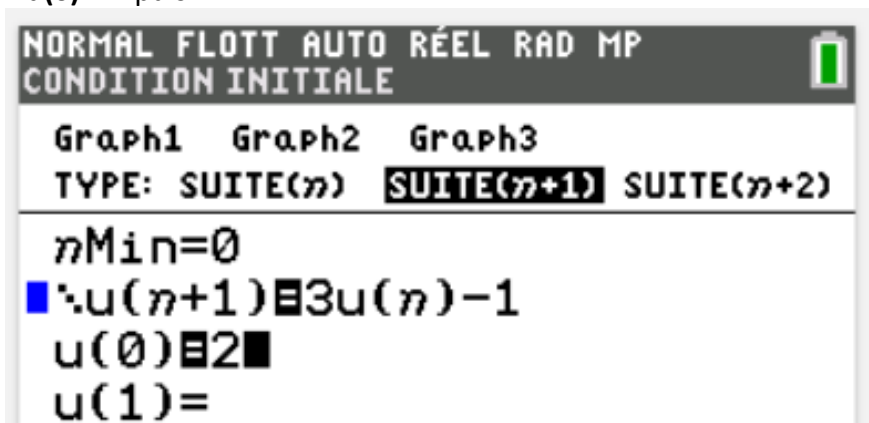 NORMAL FLOTT AUTO RÉEL RAD MP
CONDITION INITIALE
Graph1 Graph2 Graph3
TYPE: SUITE(n) SUITE(n+1) SUITE(n+2)
nMin=0
u(n+1)=3u(n)-1
u(0)=2
u(1)=